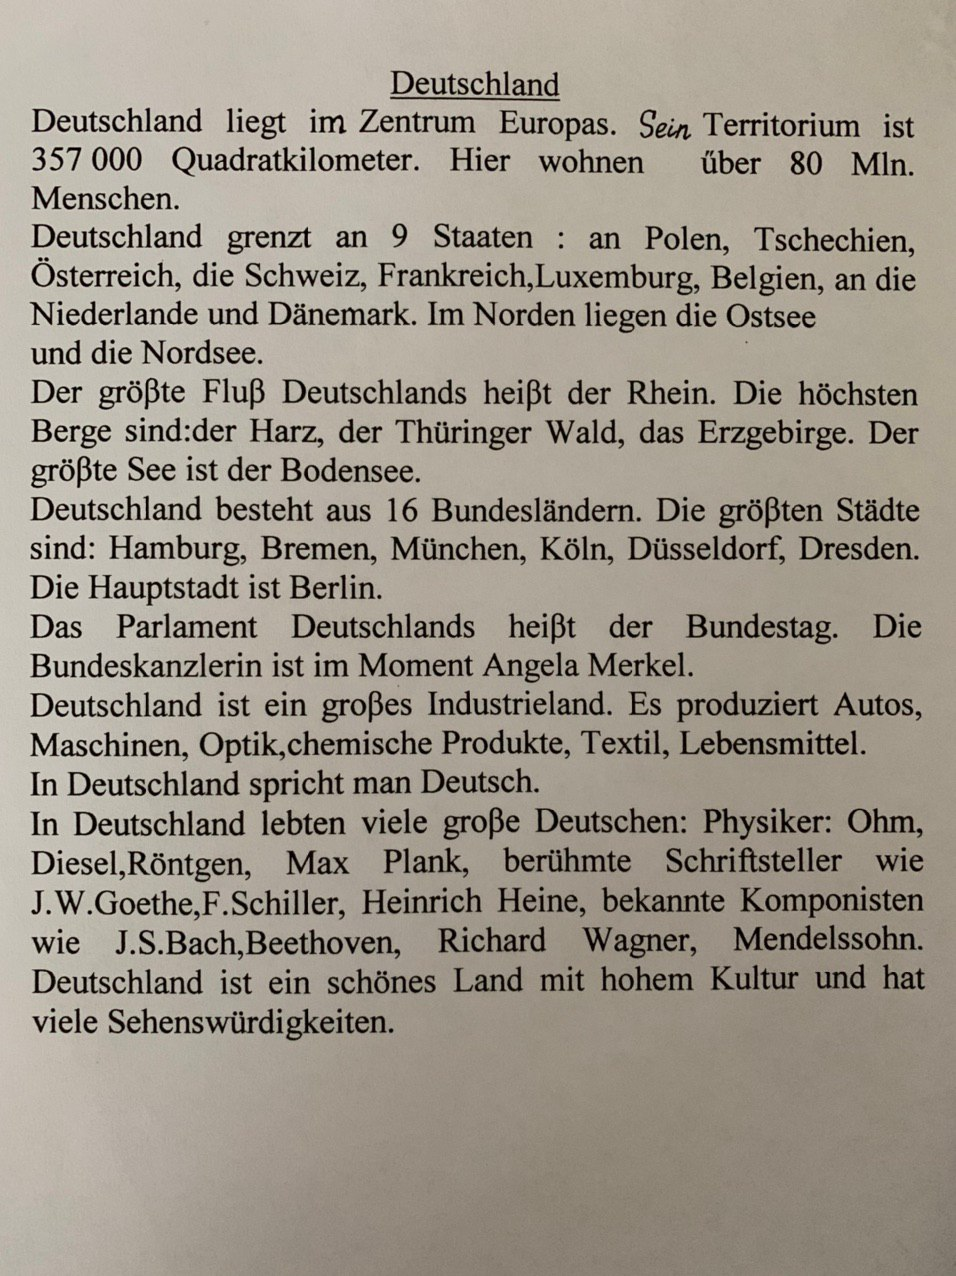 Deutschland
Deutschland liegt im Zentrum Europas. Sein Territorium ist
357 000 Quadratkilometer. Hier wohnen über 80 Mln.
Menschen.
Deutschland grenzt an 9 Staaten : an Polen, Tschechien,
Österreich, die Schweiz, Frankreich,Luxemburg, Belgien, an die
Niederlande und Dänemark. Im Norden liegen die Ostsee
und die Nordsee.
Der größte Fluß Deutschlands heißt der Rhein. Die höchsten
Berge sind:der Harz, der Thüringer Wald, das Erzgebirge. Der
größte See ist der Bodensee.
Deutschland besteht aus 16 Bundesländern. Die größten Städte
sind: Hamburg, Bremen, München, Köln, Düsseldorf, Dresden.
Die Hauptstadt ist Berlin.
Das Parlament Deutschlands heißt der Bundestag. Die
Bundeskanzlerin ist im Moment Angela Merkel.
Deutschland ist ein großes Industrieland. Es produziert Autos,
Maschinen, Optik,chemische Produkte, Textil, Lebensmittel.
In Deutschland spricht man Deutsch.
In Deutschland lebten viele große Deutschen: Physiker: Ohm,
Diesel,Röntgen, Max Plank, berühmte Schriftsteller wie
J.W.Goethe,F.Schiller, Heinrich Heine, bekannte Komponisten
wie J.S.Bach,Beethoven, Richard Wagner, Mendelssohn.
Deutschland ist ein schönes Land mit hohem Kultur und hat
viele Sehenswürdigkeiten.